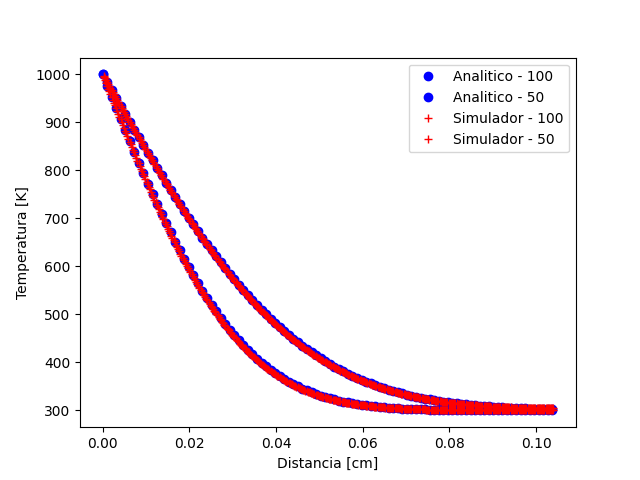 Analitico - 100
Analitico - 50
Simulador - 100
Simulador - 50
Temperatura [K]
1000
900
800
700
600
500
400
300
0.00 0.02 0.04 0.06 0.08 0.10
Distancia [cm]